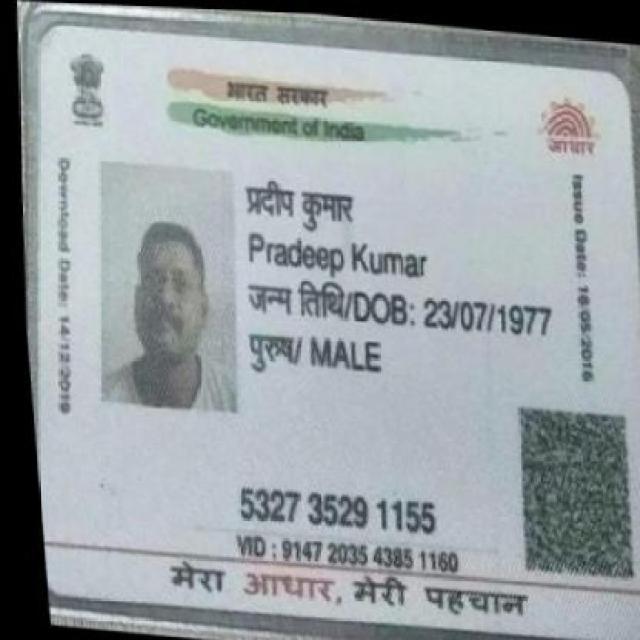 भारत सरकार
Government of India
आधार
Download Date: 14/12/2019
Issue Date: 18/05/2016
प्रदीप कुमार
Pradeep Kumar
जन्म तिथि/DOB: 23/07/1977
पुरुष/ MALE
5327 3529 1155
VID : 9147 2035 4385 1160
मेरा आधार, मेरी पहचान